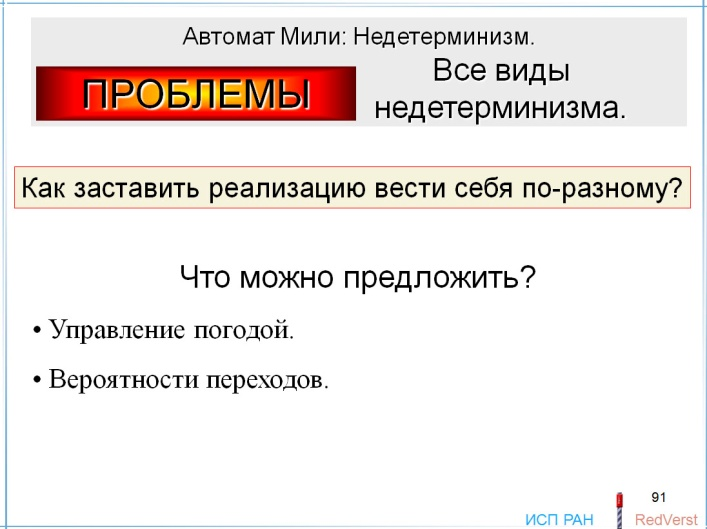 Автомат Мили: Недетерминизм.
ПРОБЛЕМЫ
Все виды
недетерминизма.
Как заставить реализацию вести себя по-разному?
Что можно предложить?
• Управление погодой.
• Вероятности переходов.
91
ИСП РАН RedVerst